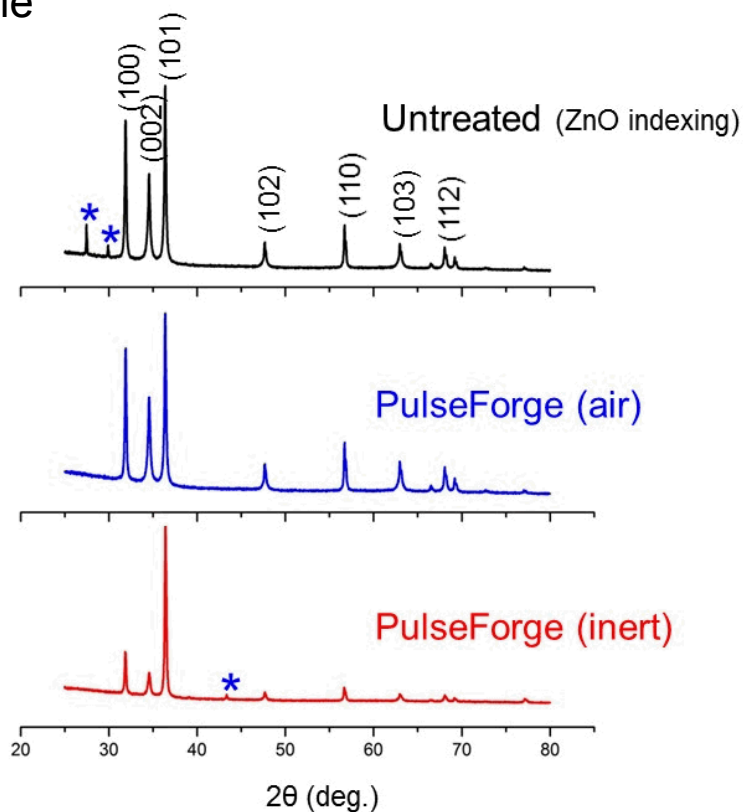 (100)
(002)
(101)
Untreated (ZnO indexing)
*
*
(102)
(110)
(103)
(112)
PulseForge (air)
PulseForge (inert)
*
20 30 40 50 60 70 80
2θ (deg.)